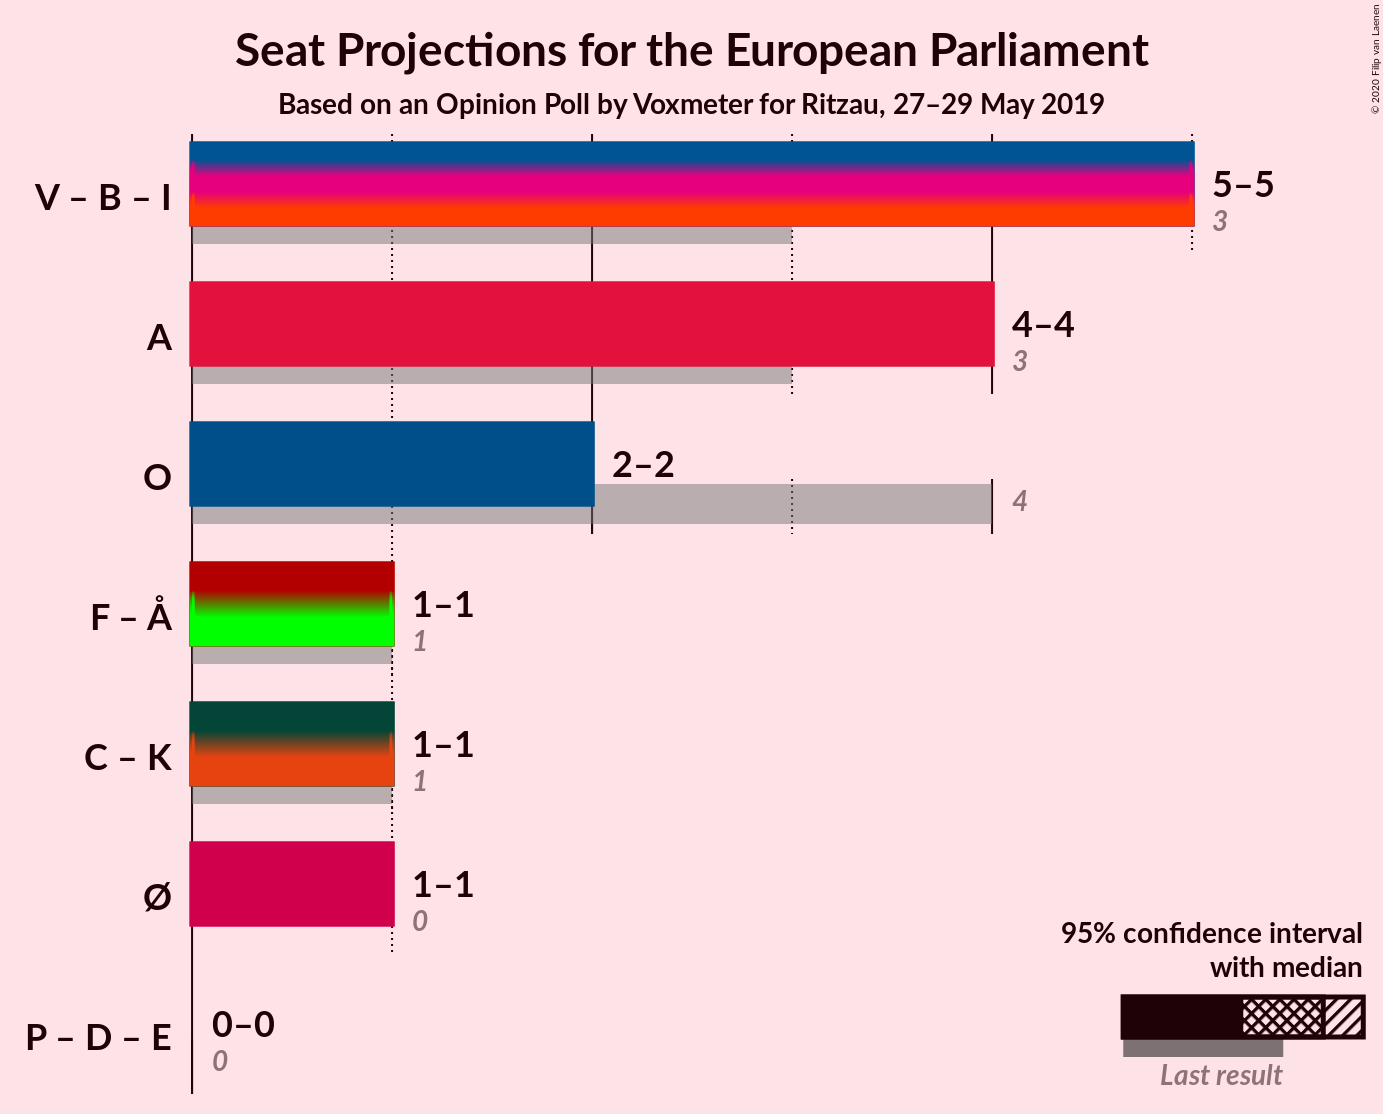 Seat Projections for the European Parliament
Based on an Opinion Poll by Voxmeter for Ritzau, 27–29 May 2019
© 2020 Filip van Laenen
V – B – I
5–5
3
A
4–4
3
O
2–2
4
F – Å
1–1
1
C – K
1–1
1
Ø
1–1
0
P – D – E
0–0
0
95% confidence interval
with median
Last result